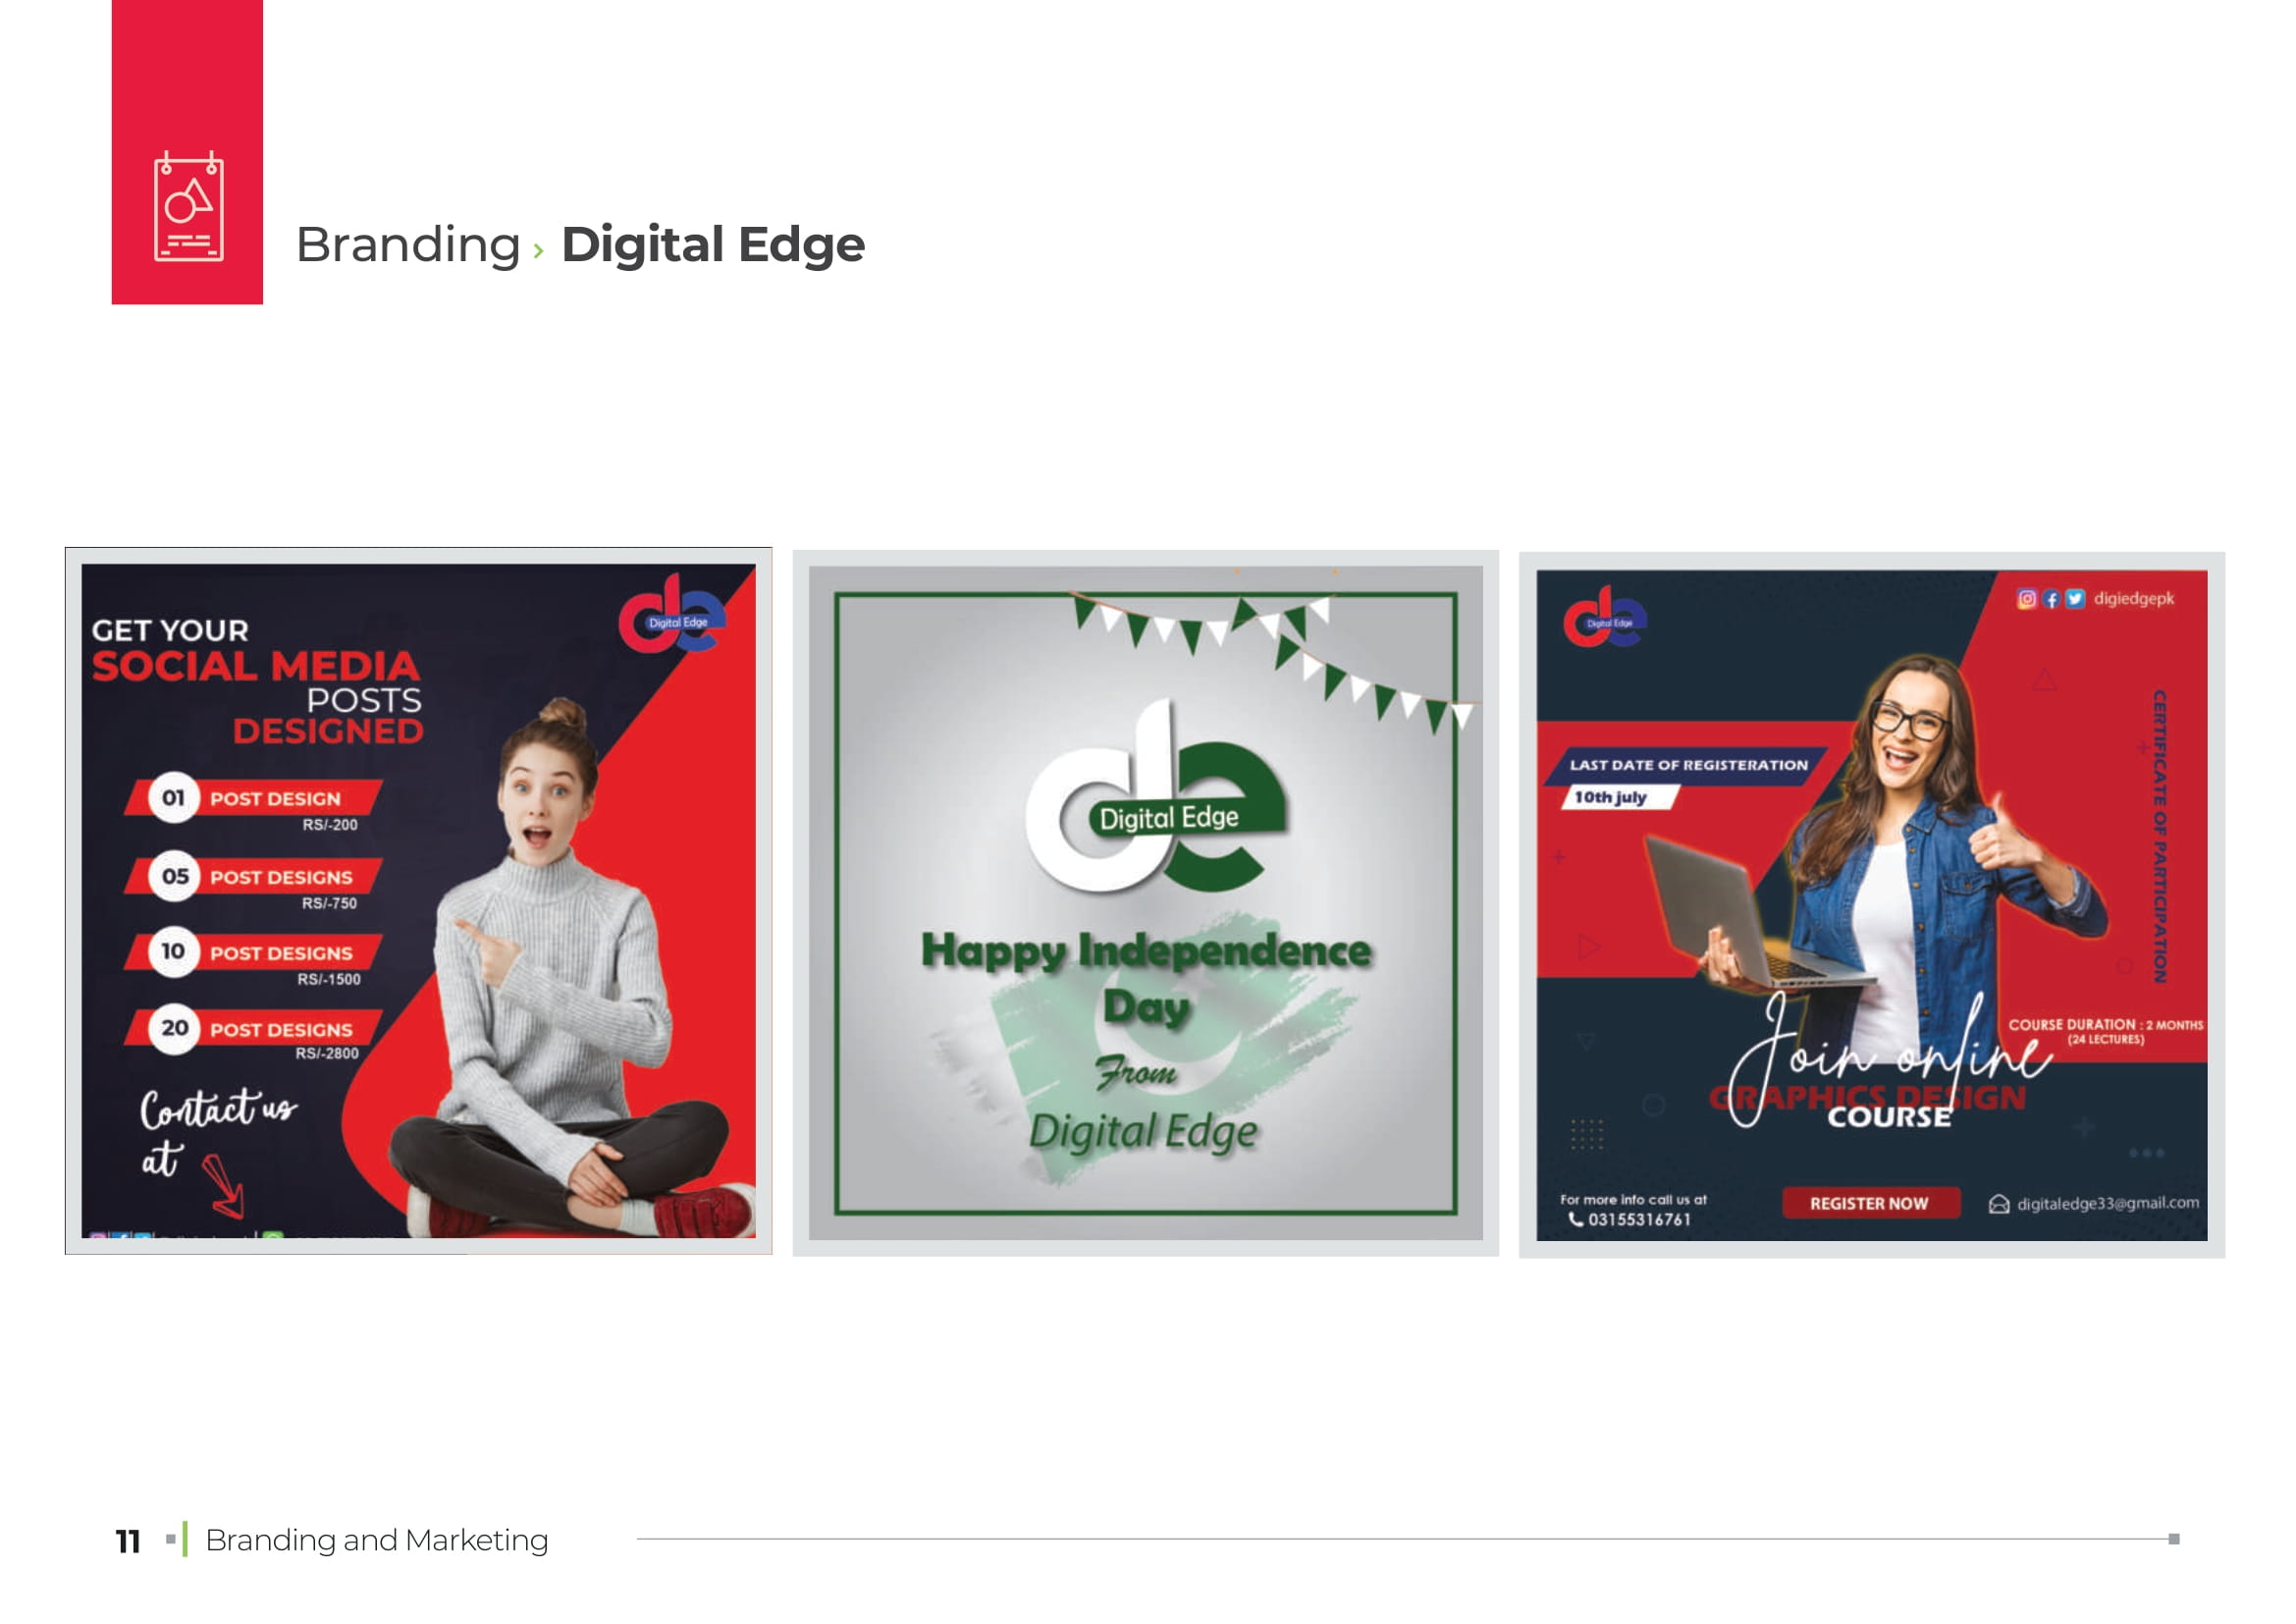 Branding › Digital Edge
GET YOUR
SOCIAL MEDIA
POSTS
DESIGNED
de
Digital Edge
01 POST DESIGN
RS/-200
05 POST DESIGNS
RS/-750
10 POST DESIGNS
RS/-1500
20 POST DESIGNS
RS/-2800
Contact us
at
de
Digital Edge
Happy Independence
Day
From
Digital Edge
de
Digital Edge
digiedgepk
LAST DATE OF REGISTERATION
10th july
CERTIFICATE OF PARTICIPATION
COURSE DURATION : 2 MONTHS
(24 LECTURES)
Join online
GRAPHICS DESIGN
COURSE
For more info call us at
03155316761
REGISTER NOW
digitaledge33@gmail.com
11 Branding and Marketing